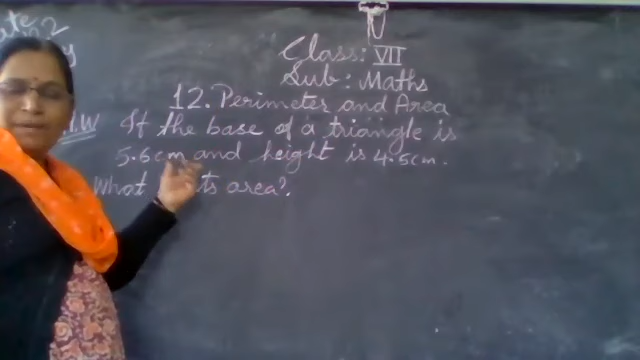 Class: VII
Sub: Maths
12. Perimeter and Area
.W If the base of a triangle is
5.6cm and height is 4.5cm.
What its area?.